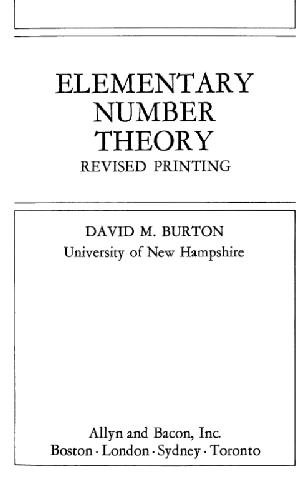 ELEMENTARY
NUMBER
THEORY
REVISED PRINTING
DAVID M. BURTON
University of New Hampshire
Allyn and Bacon, Inc.
Boston · London · Sydney · Toronto